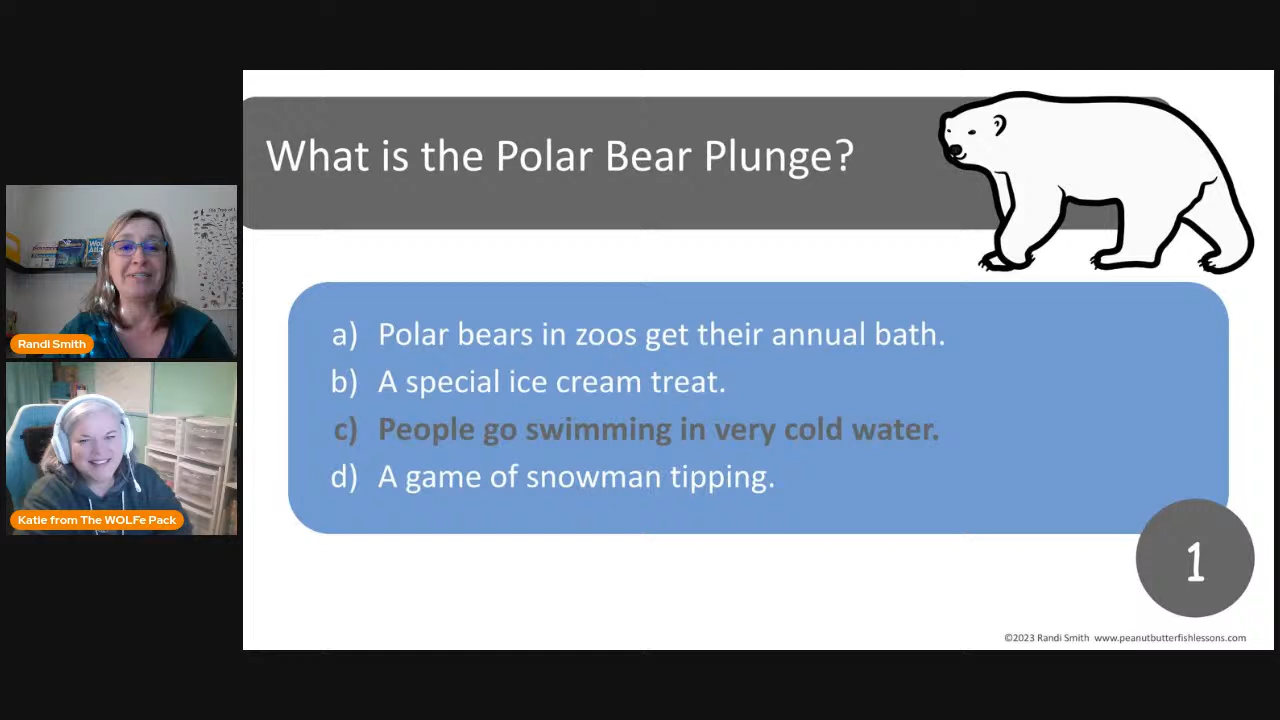 What is the Polar Bear Plunge?
a) Polar bears in zoos get their annual bath.
b) A special ice cream treat.
c) People go swimming in very cold water.
d) A game of snowman tipping.
1
©2023 Randi Smith www.peanutbutterfishlessons.com
Randi Smith
Katie from The WOLFe Pack